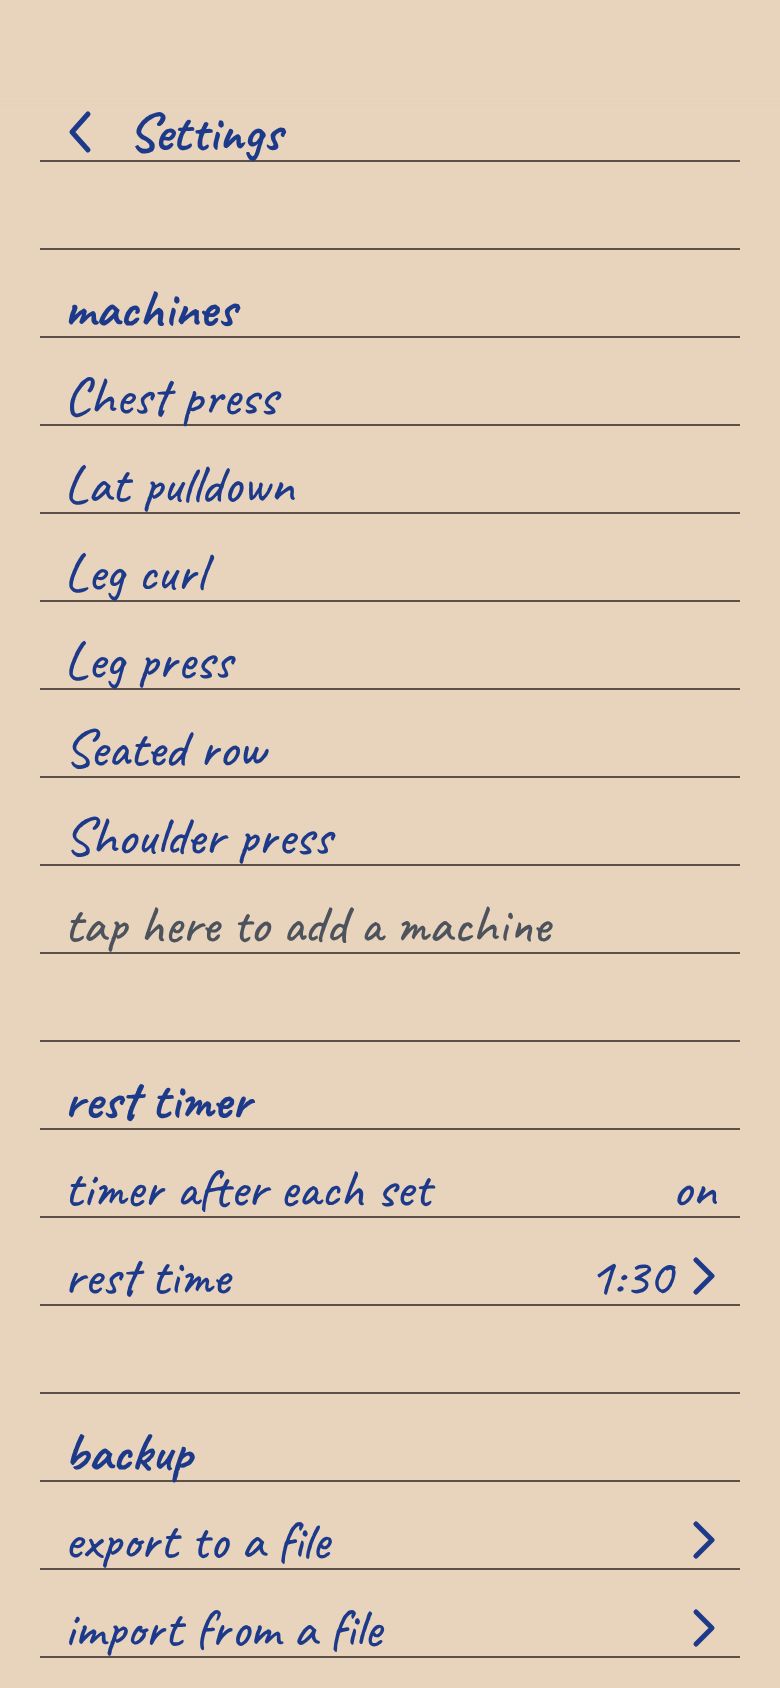 Settings
machines
Chest press
Lat pulldown
Leg curl
Leg press
Seated row
Shoulder press
tap here to add a machine
rest timer
timer after each set on
rest time 1:30
backup
export to a file
import from a file